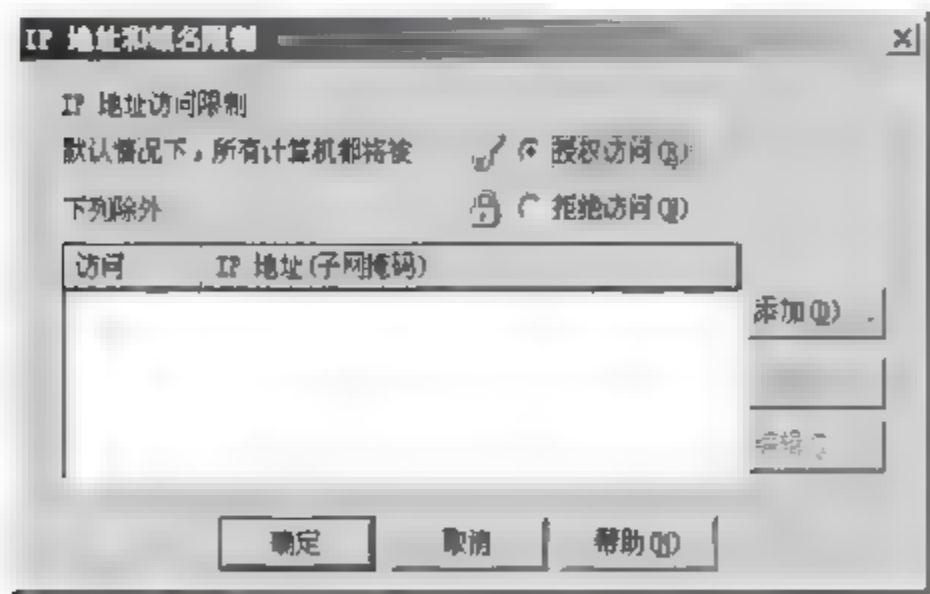 IP 地址和域名限制
IP 地址访问限制
默认情况下，所有计算机都将被
授权访问(R)
下列除外
拒绝访问(N)
访问 IP 地址(子网掩码)
添加(D)
确定 取消 帮助(H)